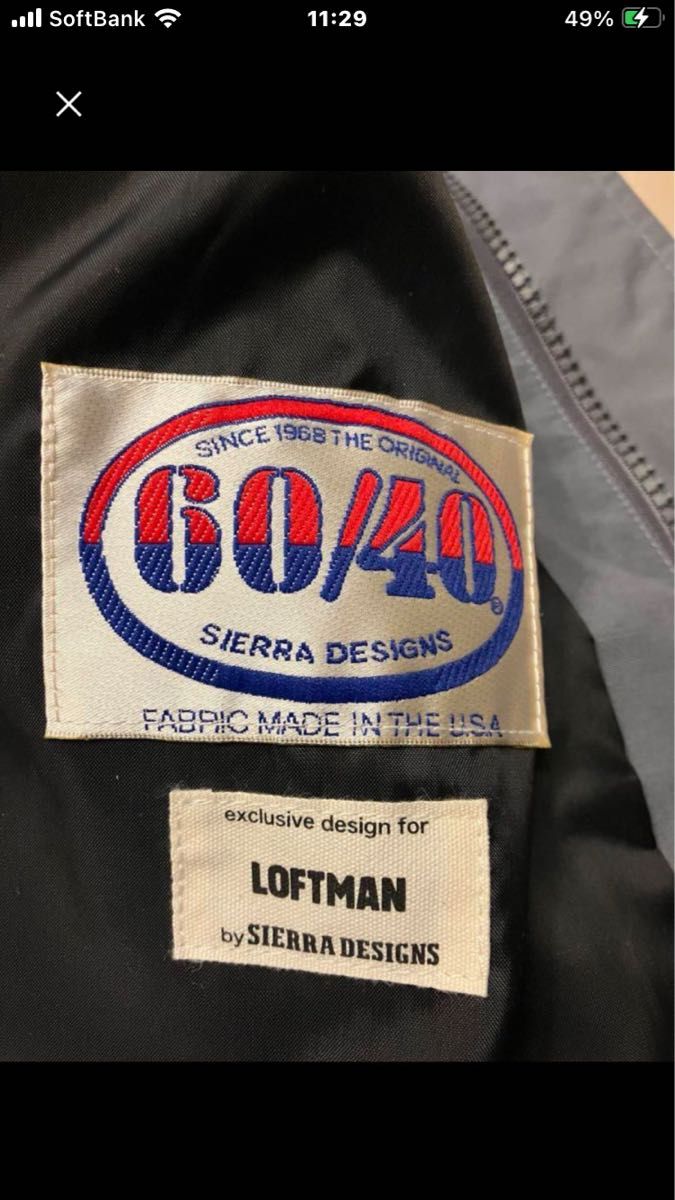 SoftBank
11:29
49%
SINCE 1968 THE ORIGINAL
60/40
®
SIERRA DESIGNS
FABRIC MADE IN THE U.S.A
exclusive design for
LOFTMAN
by SIERRA DESIGNS